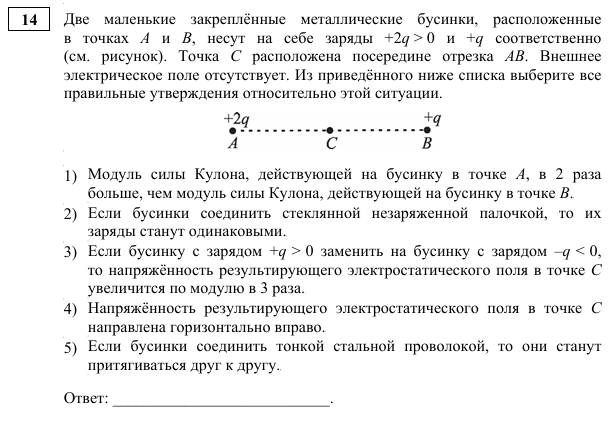 14 Две маленькие закреплённые металлические бусинки, расположенные
в точках A и B, несут на себе заряды +2q > 0 и +q соответственно
(см. рисунок). Точка C расположена посередине отрезка AB. Внешнее
электрическое поле отсутствует. Из приведённого ниже списка выберите все
правильные утверждения относительно этой ситуации.
+2q +q
A C B
1) Модуль силы Кулона, действующей на бусинку в точке A, в 2 раза
больше, чем модуль силы Кулона, действующей на бусинку в точке B.
2) Если бусинки соединить стеклянной незаряженной палочкой, то их
заряды станут одинаковыми.
3) Если бусинку с зарядом +q > 0 заменить на бусинку с зарядом –q < 0,
то напряжённость результирующего электростатического поля в точке C
увеличится по модулю в 3 раза.
4) Напряжённость результирующего электростатического поля в точке C
направлена горизонтально вправо.
5) Если бусинки соединить тонкой стальной проволокой, то они станут
притягиваться друг к другу.
Ответ: ___________________________.